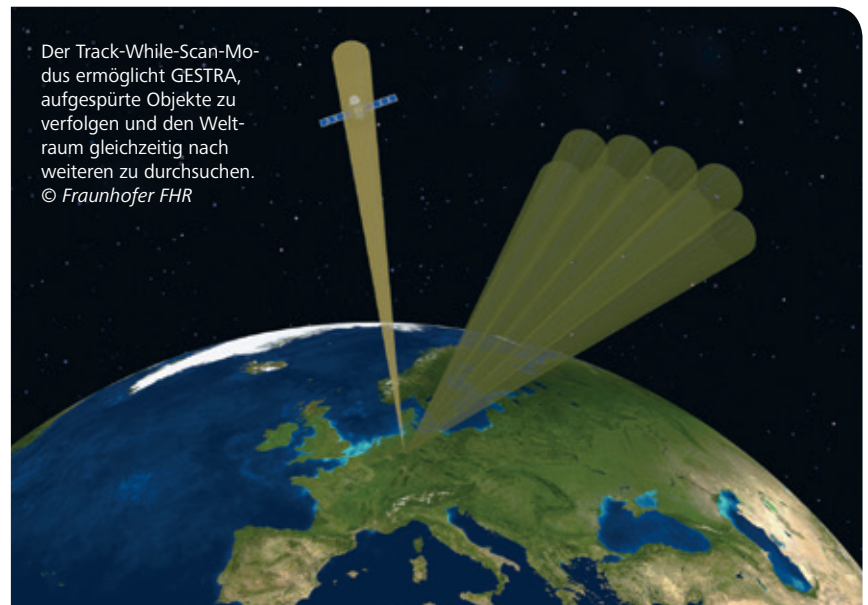 Der Track-While-Scan-Mo-
dus ermöglicht GESTRA,
aufgespürte Objekte zu
verfolgen und den Welt-
raum gleichzeitig nach
weiteren zu durchsuchen.
© Fraunhofer FHR